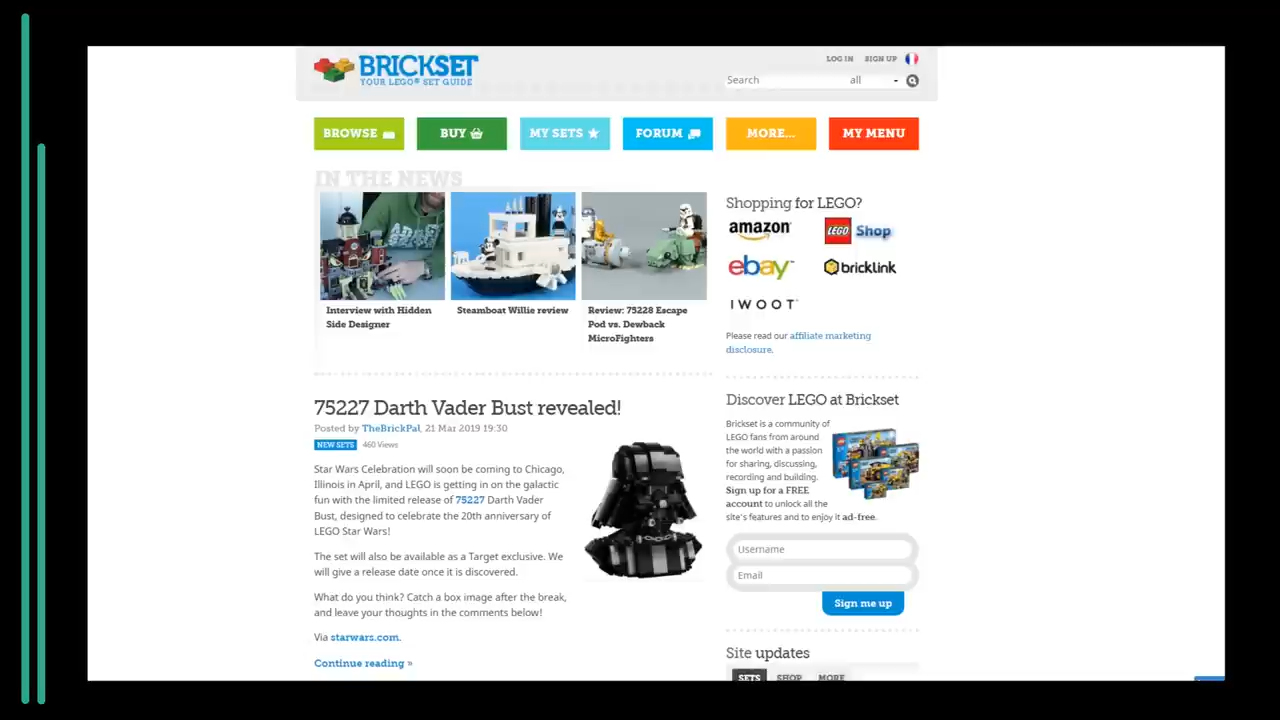 BRICKSET
YOUR LEGO® SET GUIDE
LOG IN SIGN UP
Search all
BROWSE
BUY
MY SETS
FORUM
MORE...
MY MENU
IN THE NEWS
Interview with Hidden
Side Designer
Steamboat Willie review
Review: 75228 Escape
Pod vs. Dewback
MicroFighters
75227 Darth Vader Bust revealed!
Posted by TheBrickPal, 21 Mar 2019 19:30
NEW SETS 460 Views
Star Wars Celebration will soon be coming to Chicago,
Illinois in April, and LEGO is getting in on the galactic
fun with the limited release of 75227 Darth Vader
Bust, designed to celebrate the 20th anniversary of
LEGO Star Wars!
The set will also be available as a Target exclusive. We
will give a release date once it is discovered.
What do you think? Catch a box image after the break,
and leave your thoughts in the comments below!
Via starwars.com.
Continue reading »
Shopping for LEGO?
amazon
LEGO Shop
ebay™
bricklink
IWOOT
Please read our affiliate marketing
disclosure.
Discover LEGO at Brickset
Brickset is a community of
LEGO fans from around
the world with a passion
for sharing, discussing,
recording and building.
Sign up for a FREE
account to unlock all the
site's features and to enjoy it ad-free.
Username
Email
Sign me up
Site updates
SETS SHOP MORE